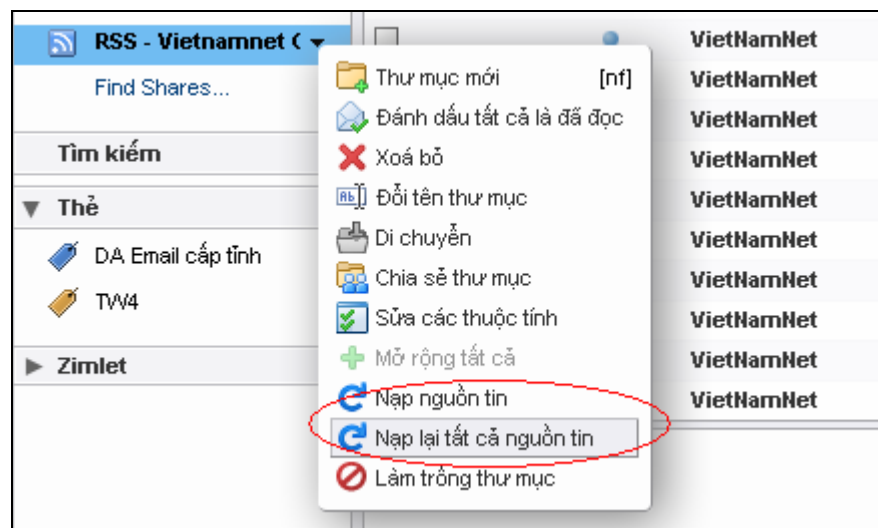 RSS - Vietnamnet (
Find Shares...
Tìm kiếm
Thẻ
DA Email cấp tỉnh
TW4
Zimlet
Thư mục mới [nf]
Đánh dấu tất cả là đã đọc
Xoá bỏ
Đổi tên thư mục
Di chuyển
Chia sẻ thư mục
Sửa các thuộc tính
Mở rộng tất cả
Nạp nguồn tin
Nạp lại tất cả nguồn tin
Làm trống thư mục
VietNamNet
VietNamNet
VietNamNet
VietNamNet
VietNamNet
VietNamNet
VietNamNet
VietNamNet
VietNamNet
VietNamNet